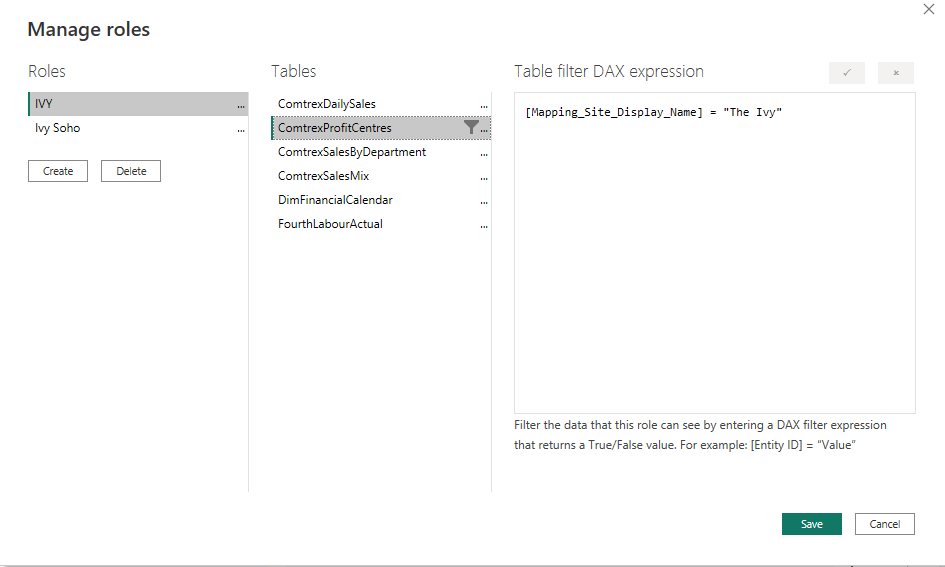 Manage roles
Roles
IVY
...
Ivy Soho
...
Create
Delete
Tables
ComtrexDailySales
...
ComtrexProfitCentres
...
ComtrexSalesByDepartment
...
ComtrexSalesMix
...
DimFinancialCalendar
...
FourthLabourActual
...
Table filter DAX expression
[Mapping_Site_Display_Name] = "The Ivy"
Filter the data that this role can see by entering a DAX filter expression
that returns a True/False value. For example: [Entity ID] = “Value”
Save
Cancel